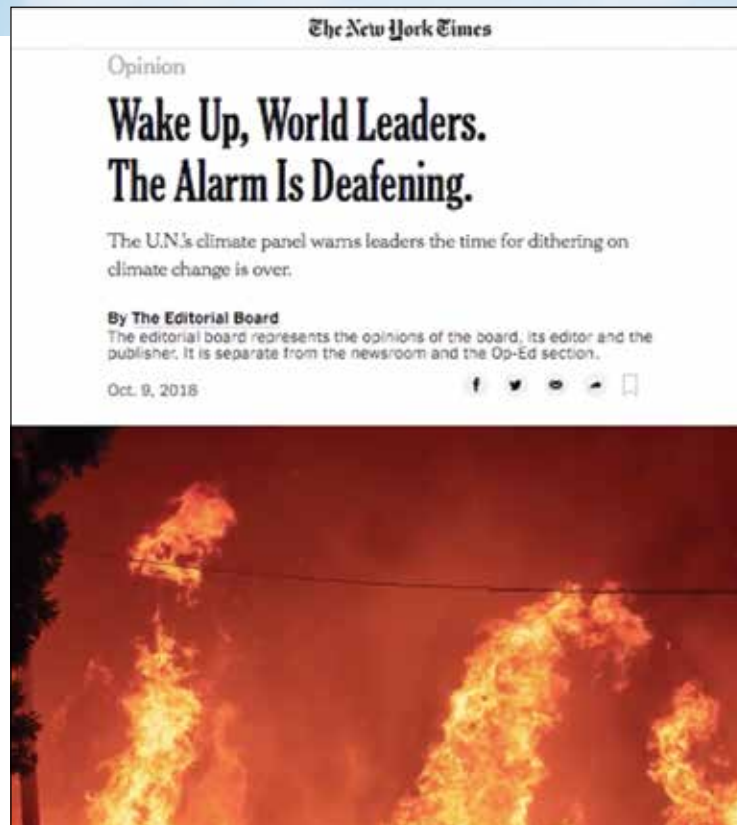 The New York Times
Opinion
Wake Up, World Leaders.
The Alarm Is Deafening.
The U.N.'s climate panel warns leaders the time for dithering on
climate change is over.
By The Editorial Board
The editorial board represents the opinions of the board, its editor and the
publisher. It is separate from the newsroom and the Op-Ed section.
Oct. 9, 2018